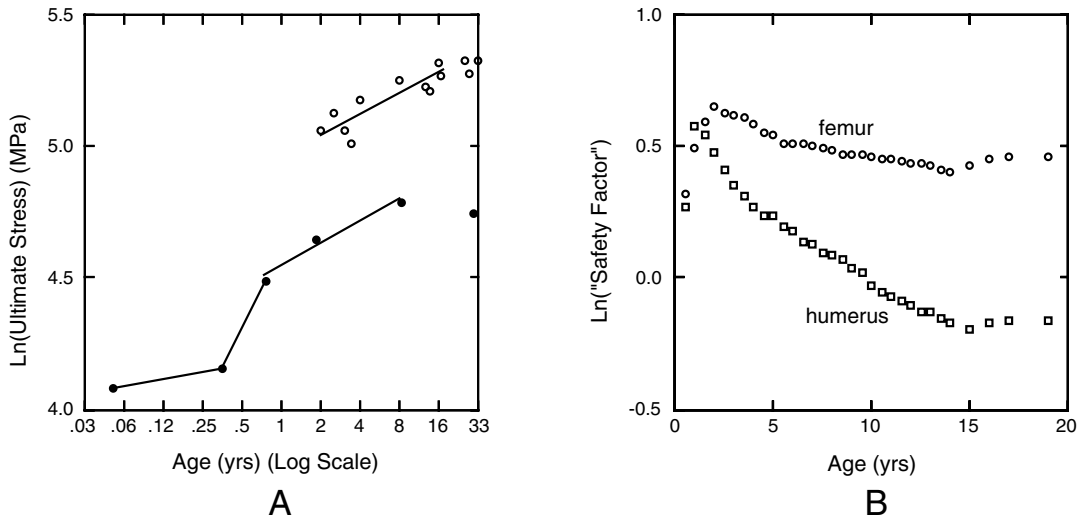 Ln(Ultimate Stress) (MPa)
5.5
5.0
4.5
4.0
.03 .06 .12 .25 .5 1 2 4 8 16 33
Age (yrs) (Log Scale)
A
Ln("Safety Factor")
1.0
0.5
0.0
-0.5
femur
humerus
0 5 10 15 20
Age (yrs)
B